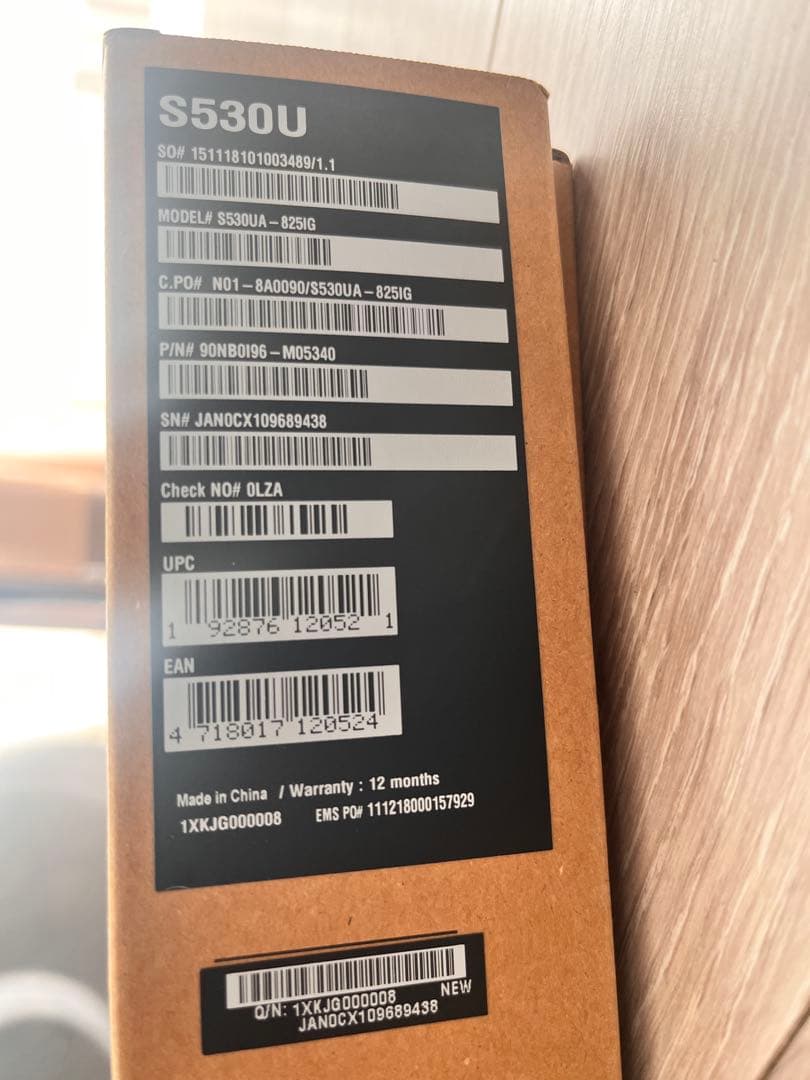 S530U
SO# 151118101003489/1.1
MODEL# S530UA-825IG
C.PO# N01-8A0090/S530UA-825IG
P/N# 90NB0I96-M05340
SN# JAN0CX109689438
Check NO# 0LZA
UPC
1 92876 12052 1
EAN
4 718017 120524
Made in China / Warranty : 12 months
1XKJG000008 EMS PO# 111218000157929
Q/N: 1XKJG000008 NEW
JAN0CX109689438